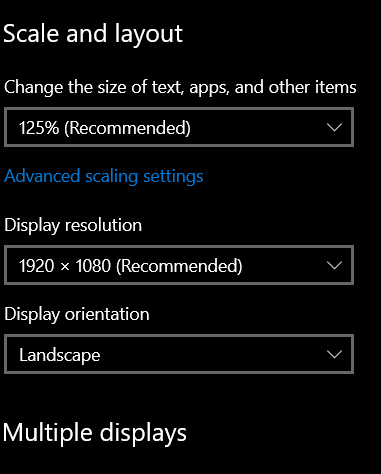 Scale and layout
Change the size of text, apps, and other items
125% (Recommended)
Advanced scaling settings
Display resolution
1920 × 1080 (Recommended)
Display orientation
Landscape
Multiple displays